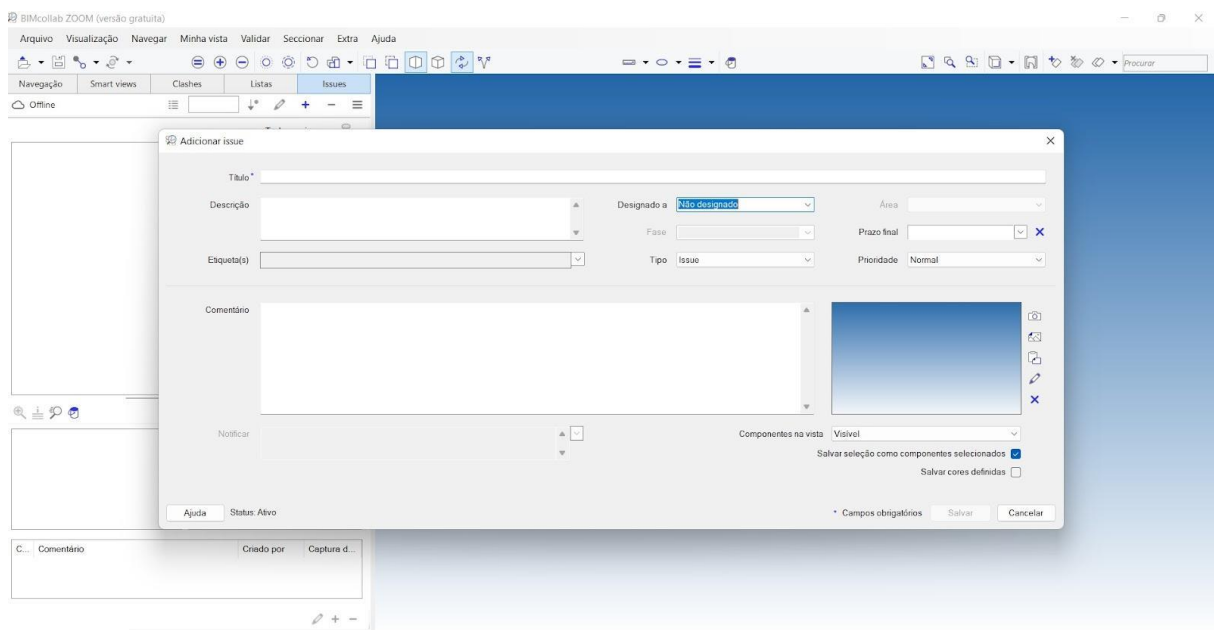 BIMcollab ZOOM (versão gratuita)
Arquivo Visualização Navegar Minha vista Validar Seccionar Extra Ajuda
Procurar
Navegação Smart views Clashes Listas Issues
Offline
Adicionar issue
Título*
Descrição Designado a Não designado Área
Fase Prazo final
Etiqueta(s) Tipo Issue Prioridade Normal
Comentário
Notificar Componentes na vista Visível
Salvar seleção como componentes selecionados
Salvar cores definidas
Ajuda Status: Ativo * Campos obrigatórios Salvar Cancelar
C... Comentário Criado por Captura d...